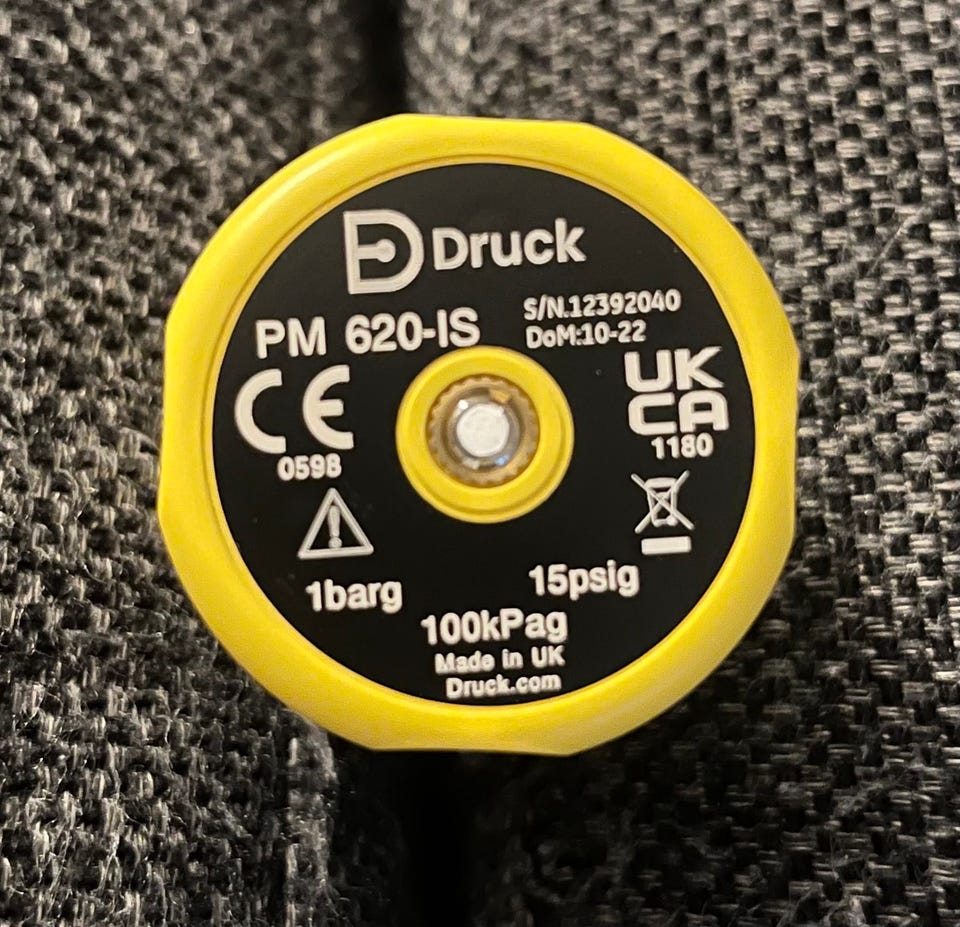 Druck
S/N.12392040
PM 620-IS
DoM:10-22
CE
UK
CA
0598
1180
1barg
15psig
100kPag
Made in UK
Druck.com